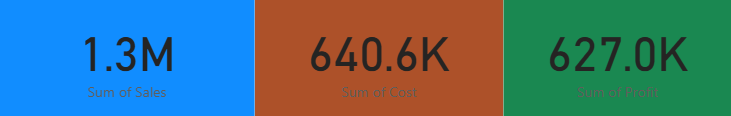 1.3M
Sum of Sales
640.6K
Sum of Cost
627.0K
Sum of Profit